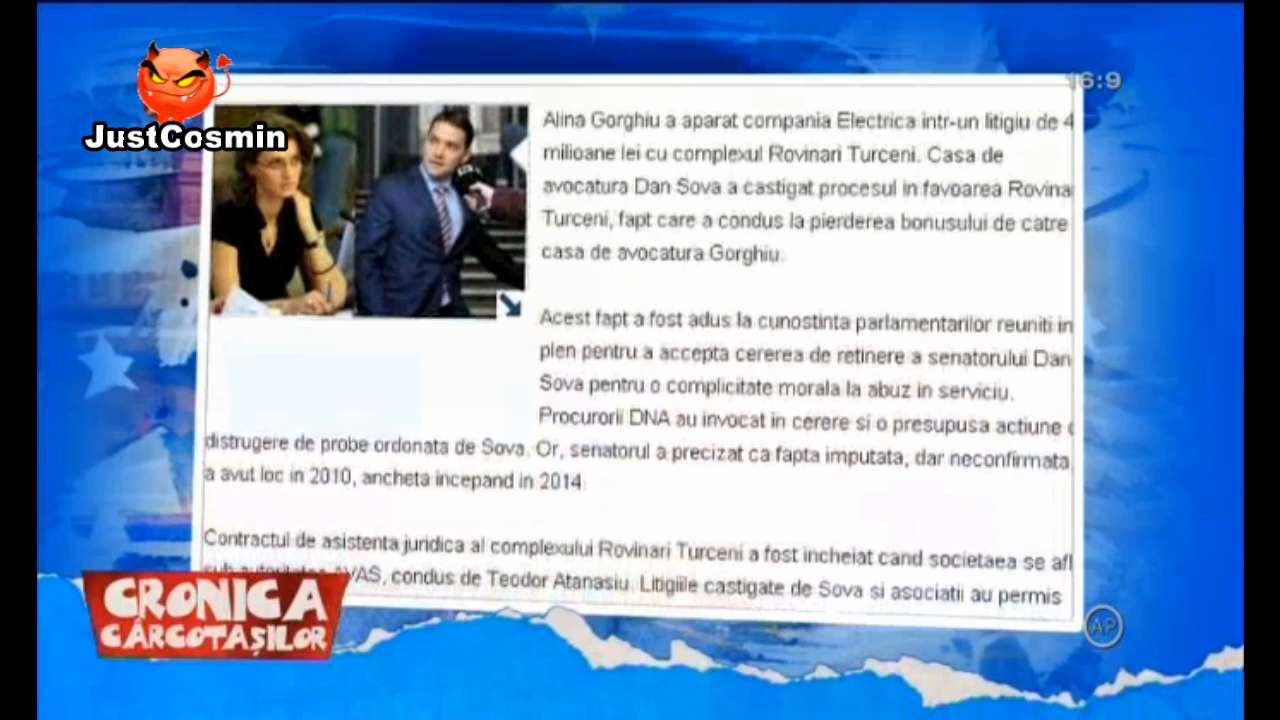 JustCosmin
16:9
Alina Gorghiu a aparat compania Electrica intr-un litigiu de 4
milioane lei cu complexul Rovinari Turceni. Casa de
avocatura Dan Sova a castigat procesul in favoarea Rovina
Turceni, fapt care a condus la pierderea bonusului de catre
casa de avocatura Gorghiu.
Acest fapt a fost adus la cunostinta parlamentarilor reuniti in
plen pentru a accepta cererea de retinere a senatorului Dan
Sova pentru o complicitate morala la abuz in serviciu.
Procurorii DNA au invocat in cerere si o presupusa actiune
distrugere de probe ordonata de Sova. Or, senatorul a precizat ca fapta imputata, dar neconfirmata
a avut loc in 2010, ancheta incepand in 2014.
Contractul de asistenta juridica al complexului Rovinari Turceni a fost incheiat cand societaea se afl
sub autoritatea AVAS, condus de Teodor Atanasiu. Litigiile castigate de Sova si asociatii au permis
CRONICA
CÂRCOTAȘILOR
AP